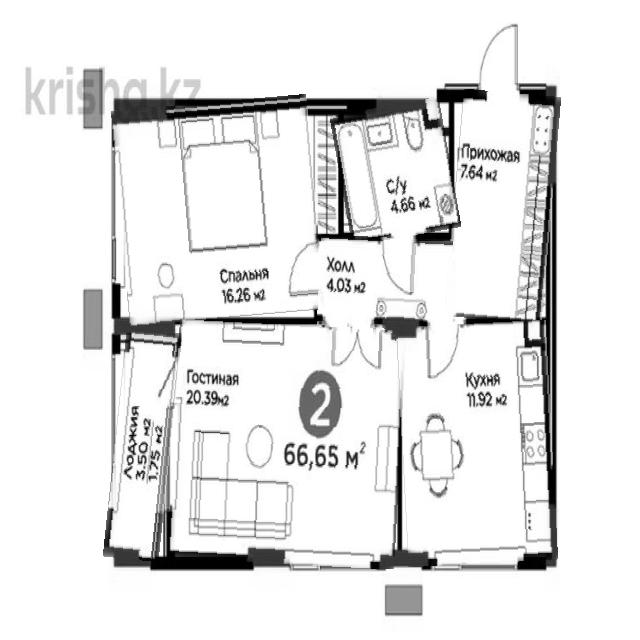 krisha.kz
Прихожая
7.64 м2
С/у
4.66 м2
Холл
4.03 м2
Спальня
16.26 м2
Гостиная
20.39м2
2
66,65 м²
Кухня
11.92 м2
Лоджия
3.50 м2
1.75 м2